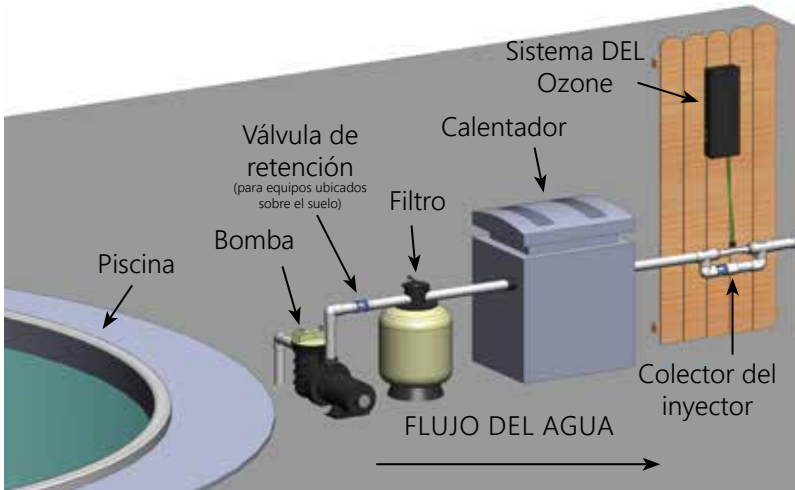 Sistema DEL
Ozone
Calentador
Válvula de
retención
(para equipos ubicados
sobre el suelo)
Filtro
Bomba
Piscina
Colector del
inyector
FLUJO DEL AGUA